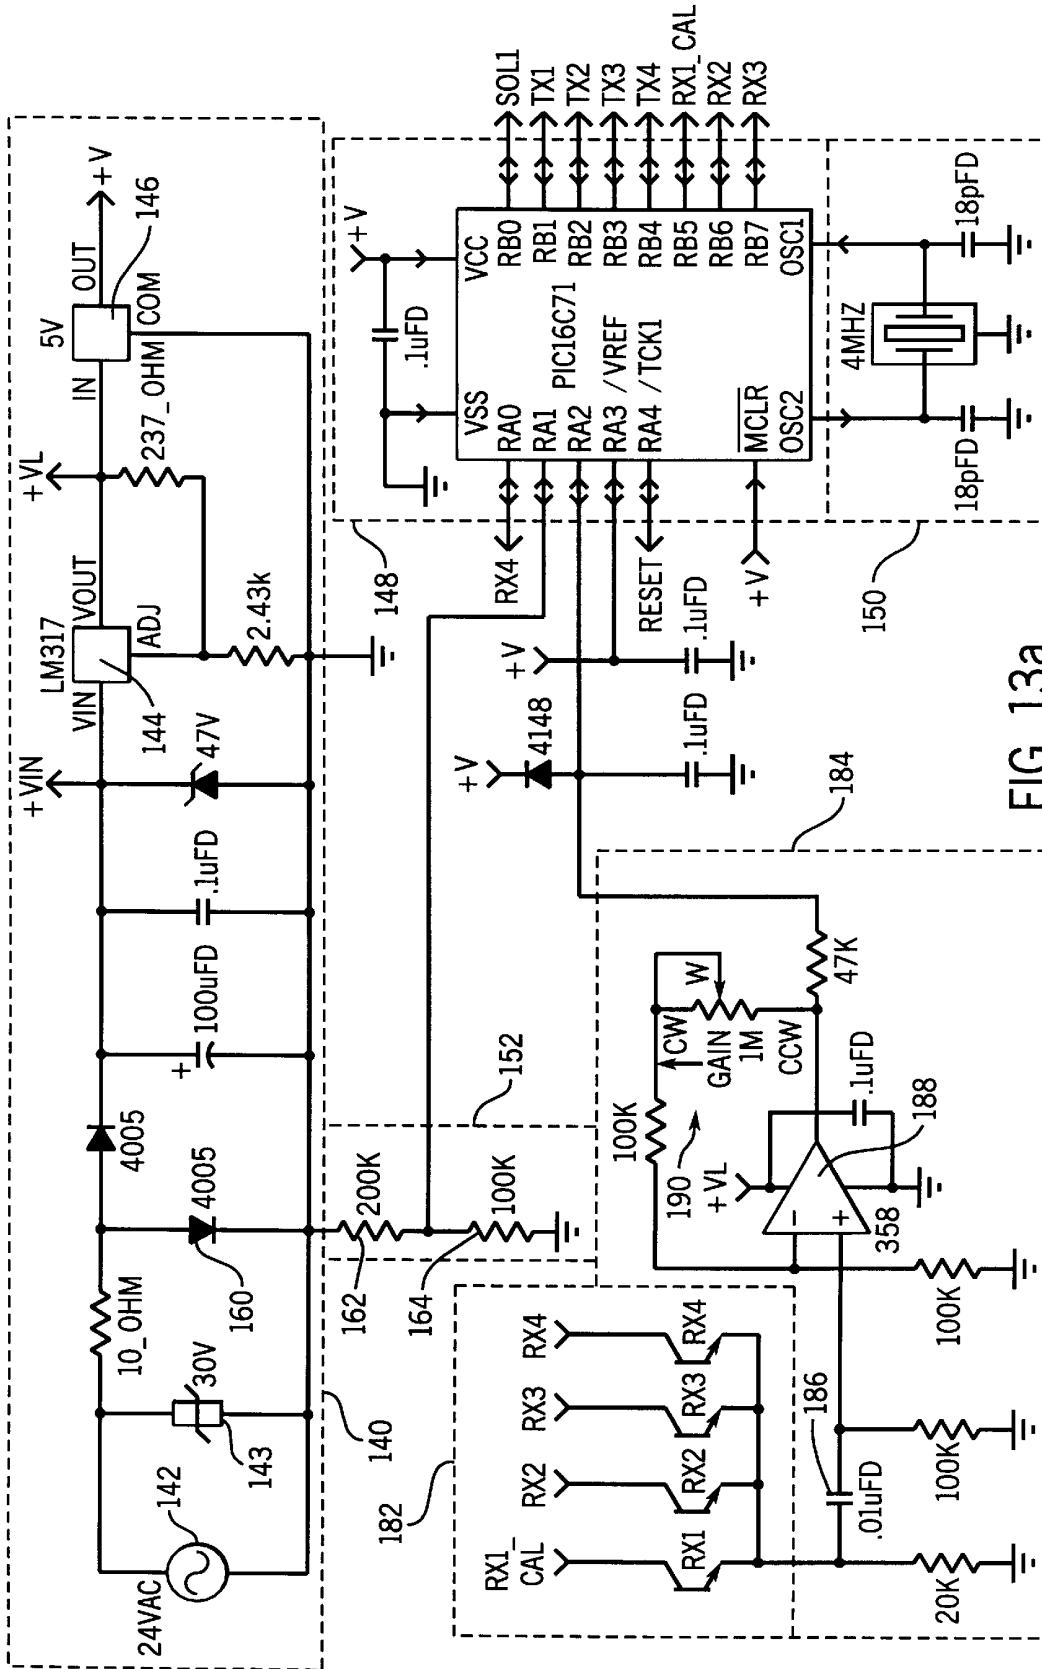 24VAC
142
143
30V
10_OHM
160
4005
4005
+
100uFD
.1uFD
47V
+VIN
VIN
LM317
VOUT
ADJ
144
2.43k
+VL
237_OHM
IN
5V
OUT
COM
146
+V
140
162
200K
164
100K
152
148
+V
.1uFD
VSS
VCC
RA0
RA1
RA2
RA3 /VREF
RA4 /TCK1
MCLR
OSC2
PIC16C71
RB0
RB1
RB2
RB3
RB4
RB5
RB6
RB7
OSC1
SOL1
TX1
TX2
TX3
TX4
RX1_CAL
RX2
RX3
RX4
RESET
+V
+V
4148
.1uFD
+V
.1uFD
150
18pFD
4MHZ
18pFD
182
RX1_
CAL
RX2
RX3
RX4
RX1
RX2
RX3
RX4
184
190
100K
CW
W
GAIN
1M
CCW
47K
+VL
.1uFD
188
−
+
358
186
.01uFD
20K
100K
100K
FIG. 13a